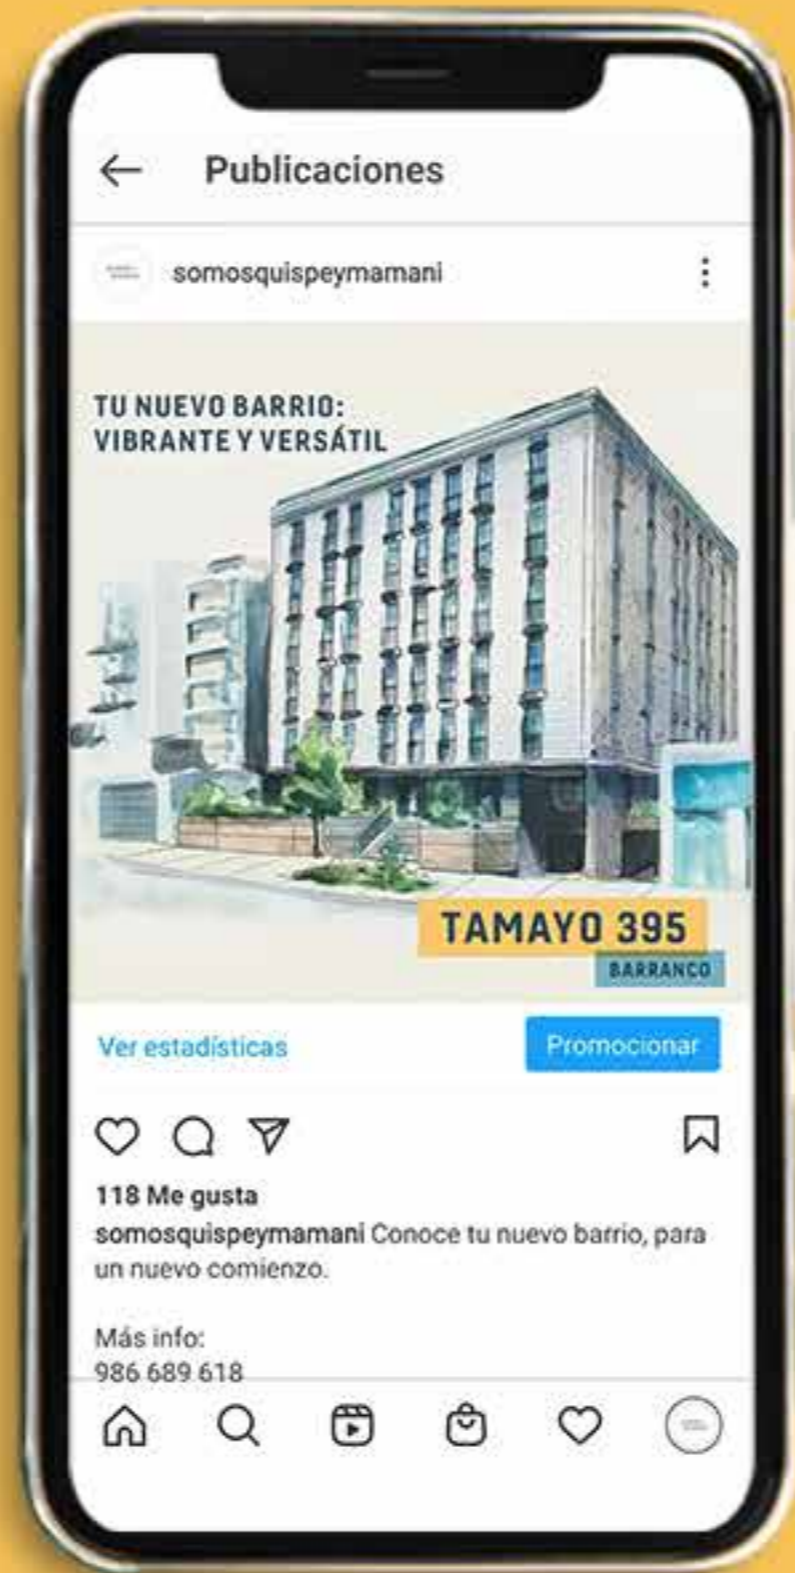 Publicaciones
somosquispeymamani
TU NUEVO BARRIO:
VIBRANTE Y VERSÁTIL
TAMAYO 395
BARRANCO
Ver estadísticas
Promocionar
118 Me gusta
somosquispeymamani Conoce tu nuevo barrio, para
un nuevo comienzo.
Más info:
986 689 618